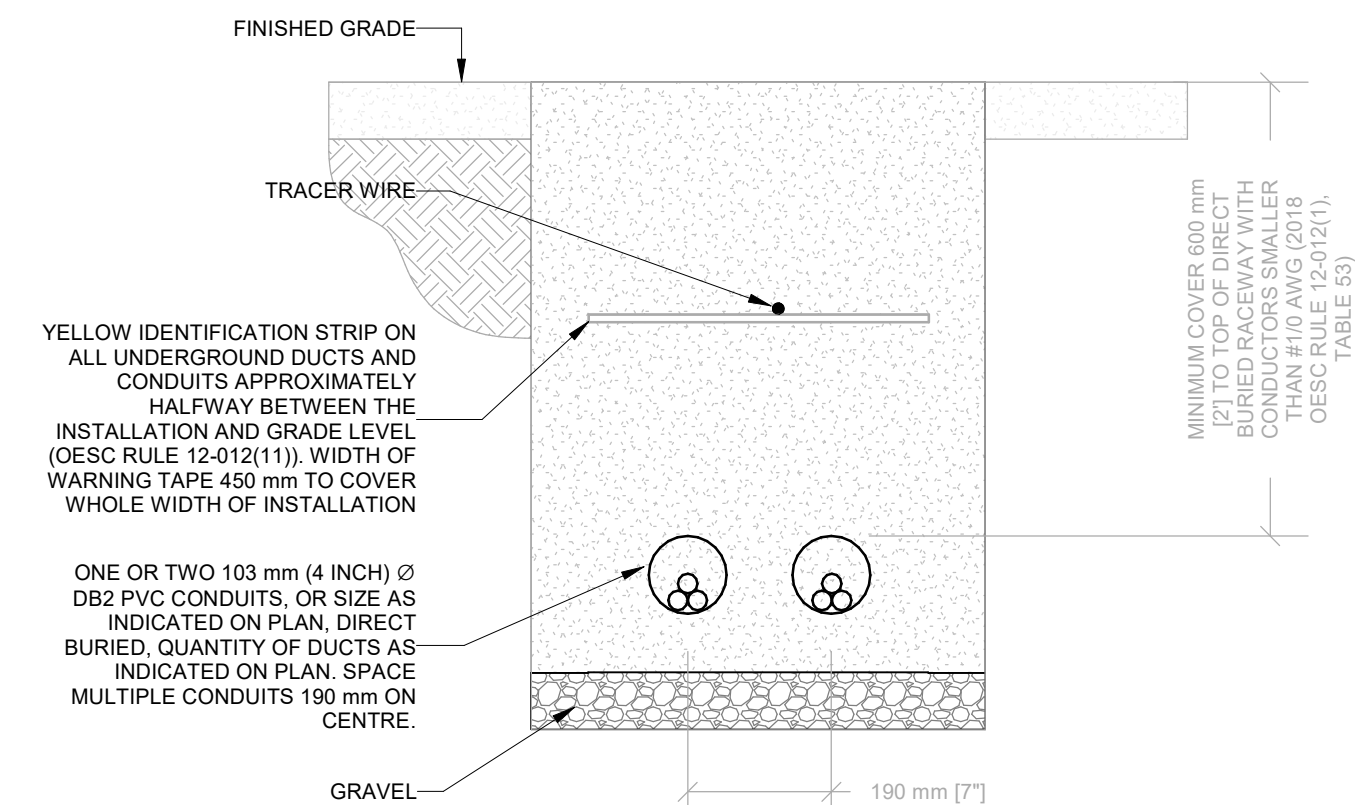 FINISHED GRADE
TRACER WIRE
YELLOW IDENTIFICATION STRIP ON
ALL UNDERGROUND DUCTS AND
CONDUITS APPROXIMATELY
HALFWAY BETWEEN THE
INSTALLATION AND GRADE LEVEL
(OESC RULE 12-012(11)). WIDTH OF
WARNING TAPE 450 mm TO COVER
WHOLE WIDTH OF INSTALLATION
ONE OR TWO 103 mm (4 INCH) Ø
DB2 PVC CONDUITS, OR SIZE AS
INDICATED ON PLAN, DIRECT
BURIED, QUANTITY OF DUCTS AS
INDICATED ON PLAN. SPACE
MULTIPLE CONDUITS 190 mm ON
CENTRE.
GRAVEL
190 mm [7"]
MINIMUM COVER 600 mm
[2'] TO TOP OF DIRECT
BURIED RACEWAY WITH
CONDUCTORS SMALLER
THAN #1/0 AWG (2018
OESC RULE 12-012(1),
TABLE 53)